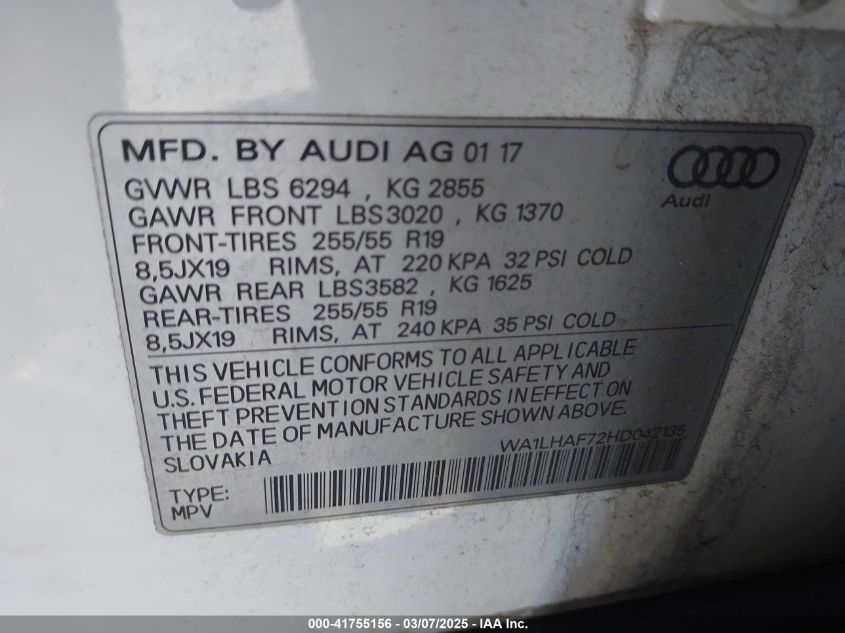 MFD. BY AUDI AG 01 17
GVWR LBS 6294 , KG 2855
GAWR FRONT LBS3020 , KG 1370
FRONT-TIRES 255/55 R19
8,5JX19 RIMS, AT 220 KPA 32 PSI COLD
GAWR REAR LBS3582 , KG 1625
REAR-TIRES 255/55 R19
8,5JX19 RIMS, AT 240 KPA 35 PSI COLD
Audi
THIS VEHICLE CONFORMS TO ALL APPLICABLE
U.S. FEDERAL MOTOR VEHICLE SAFETY AND
THEFT PREVENTION STANDARDS IN EFFECT ON
THE DATE OF MANUFACTURE SHOWN ABOVE.
SLOVAKIA
WA1LHAF72HD042135
TYPE:
MPV
000-41755156 - 03/07/2025 - IAA Inc.